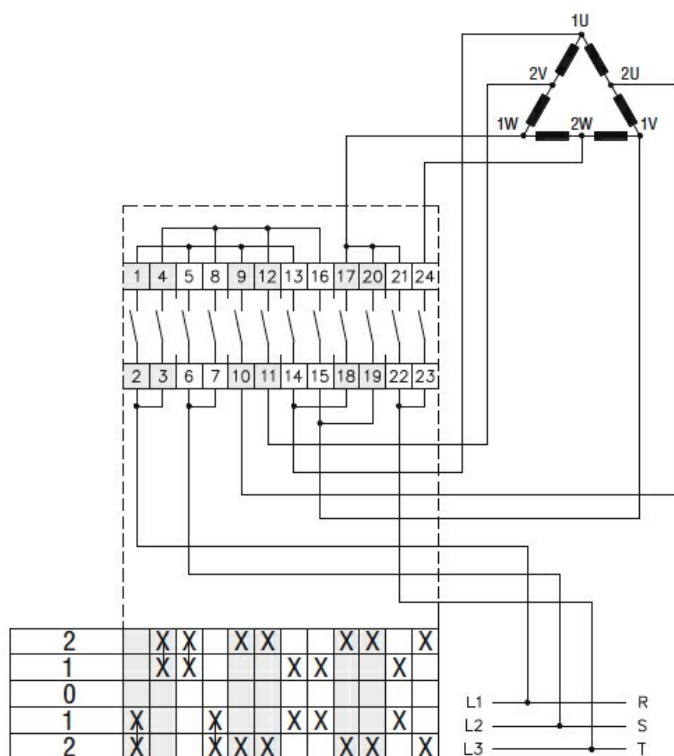 1U
2V 2U
1W 2W 1V
1 4 5 8 9 12 13 16 17 20 21 24
2 3 6 7 10 11 14 15 18 19 22 23
2 X X X X X X X
1 X X X X X
0
1 X X X X X
2 X X X X X X X
L1 R
L2 S
L3 T